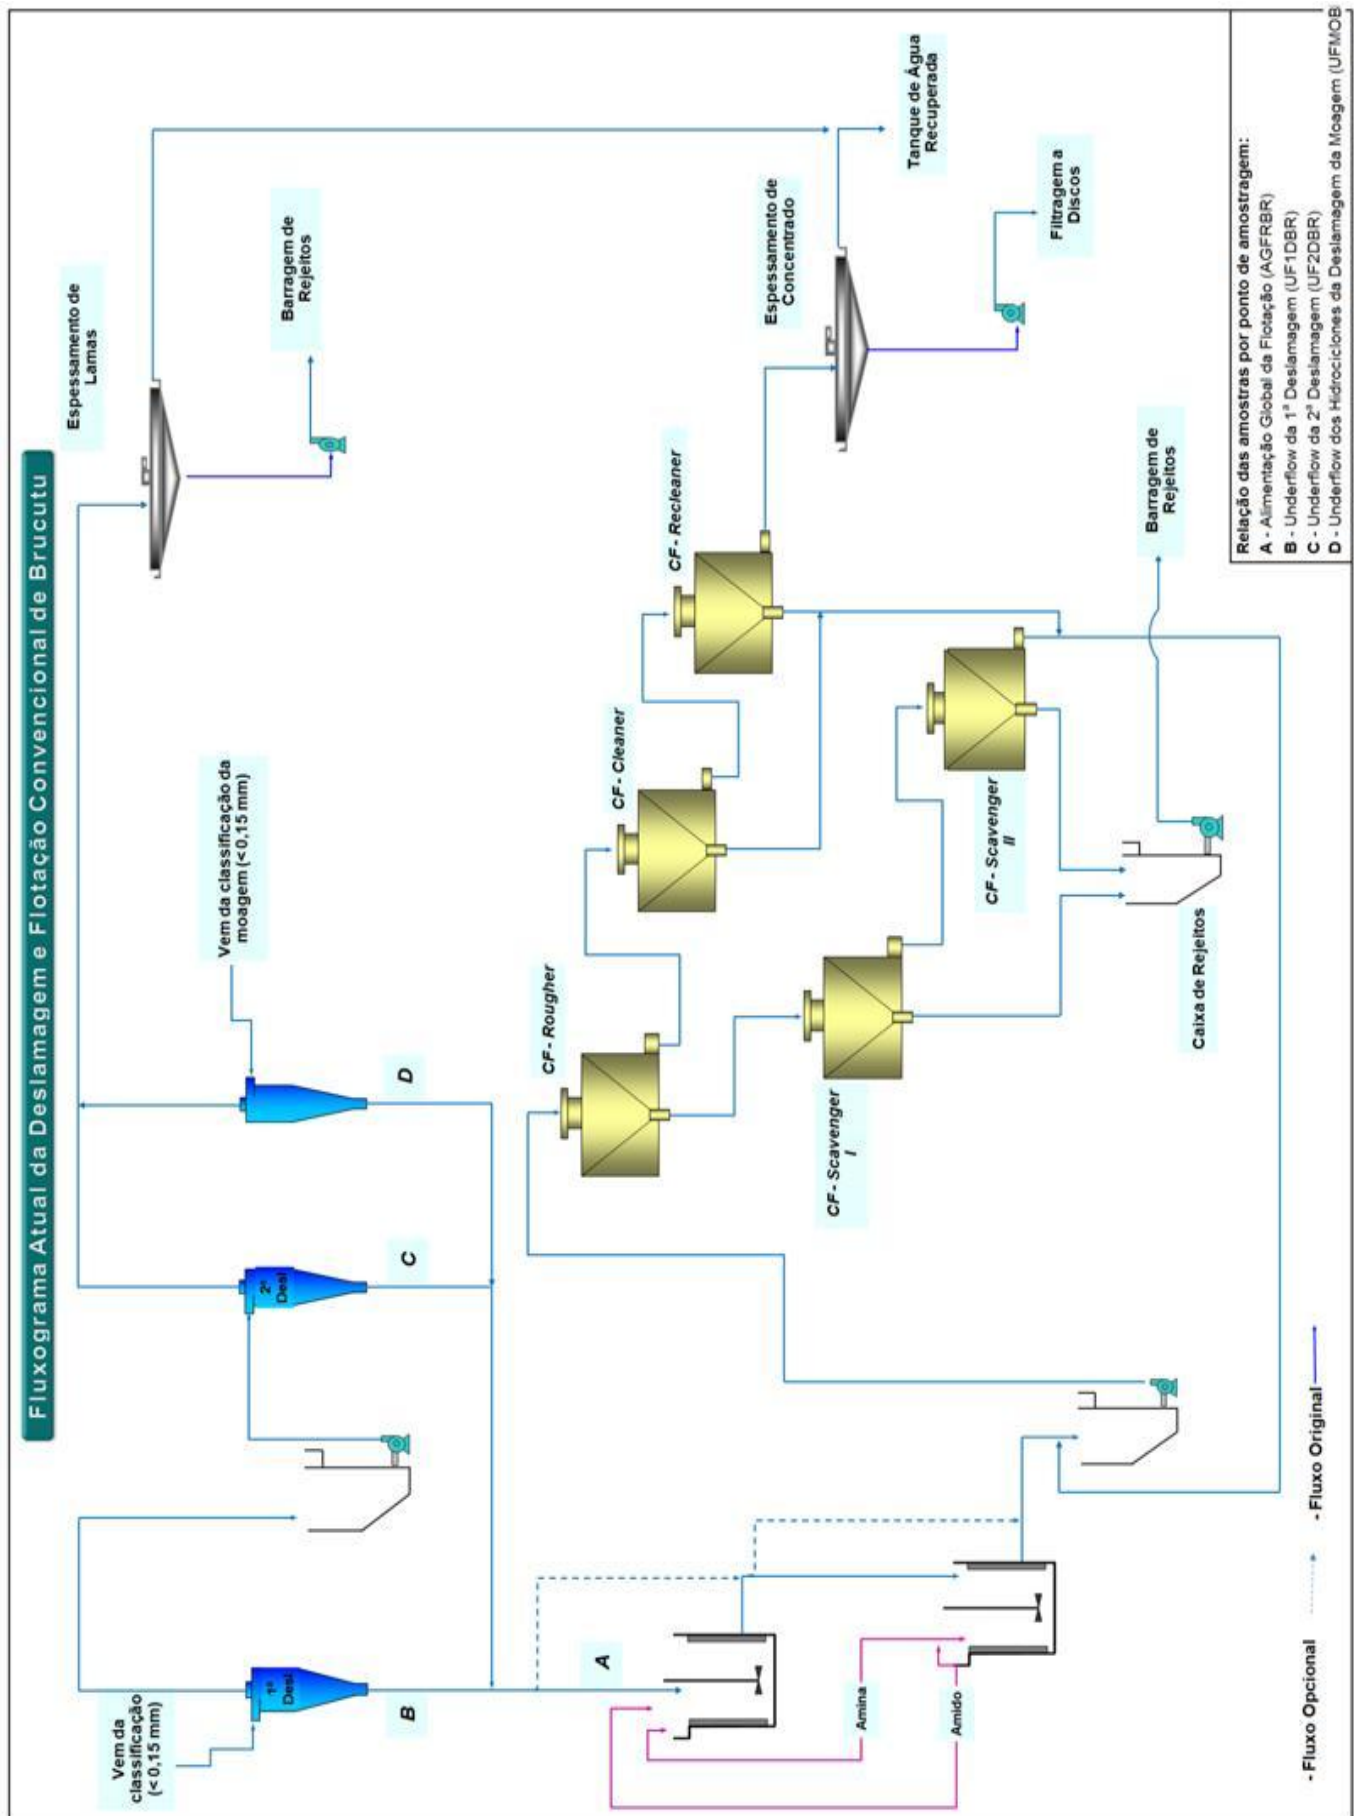 Fluxograma Atual da Deslamagem e Flotação Convencional de Brucutu
Vem da
classificação
(<0,15 mm)
1ª
Desl
B
2ª
Desl
C
Vem da classificação da
moagem (<0,15 mm)
D
Espessamento de
Lamas
Barragem de
Rejeitos
A
Amina
Amido
CF- Rougher
CF- Cleaner
CF- Recleaner
CF- Scavenger
I
CF- Scavenger
II
Espessamento de
Concentrado
Tanque de Água
Recuperada
Filtragem a
Discos
Caixa de Rejeitos
Barragem de
Rejeitos
- Fluxo Opcional
- Fluxo Original
Relação das amostras por ponto de amostragem:
A - Alimentação Global da Flotação (AGFRBR)
B - Underflow da 1ª Deslamagem (UF1DBR)
C - Underflow da 2ª Deslamagem (UF2DBR)
D - Underflow dos Hidrociclones da Deslamagem da Moagem (UFMOB